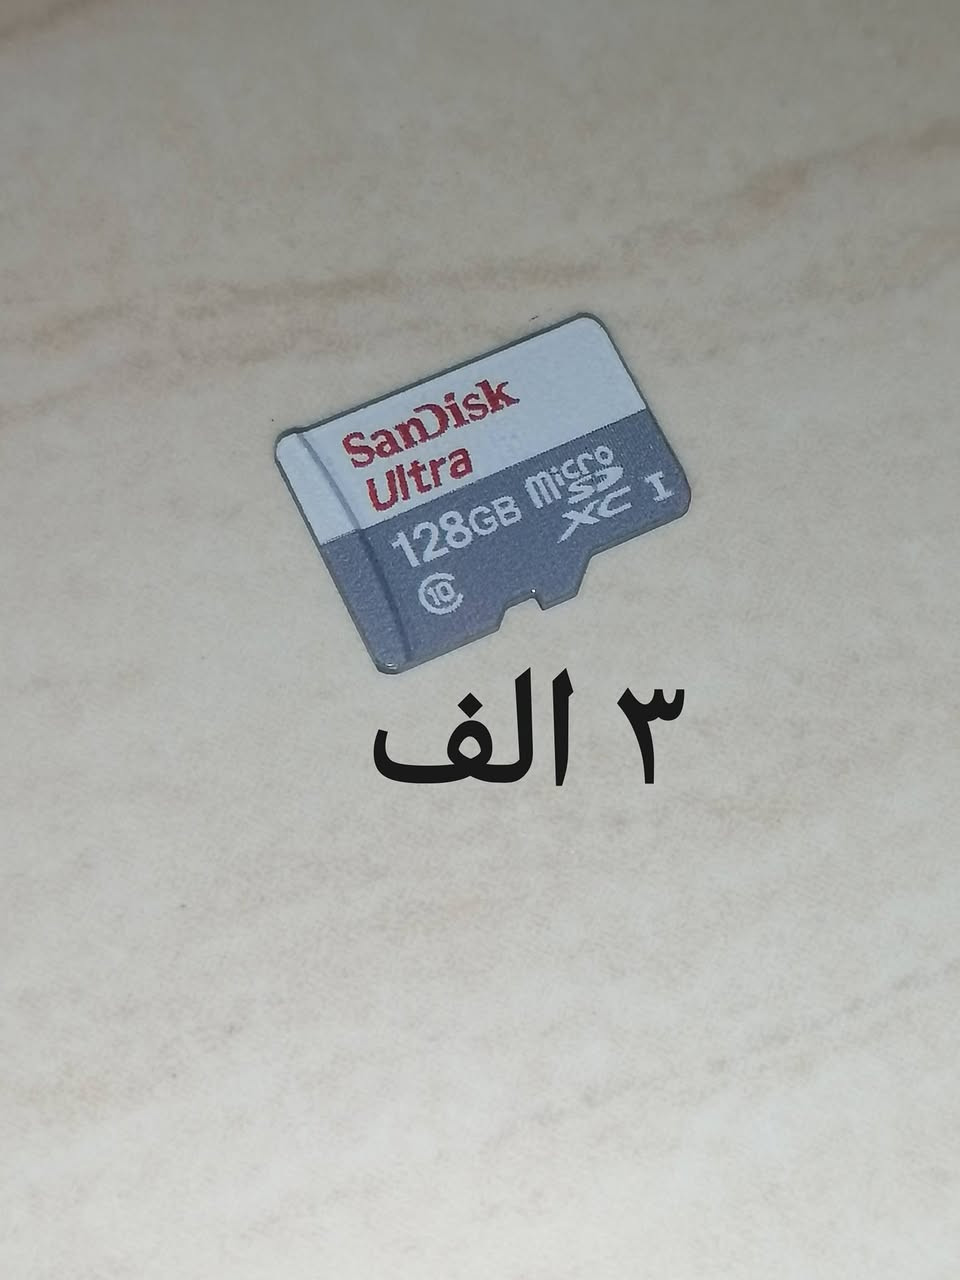 SanDisk
Ultra
128GB Micro SD XC I
10
٣ الف